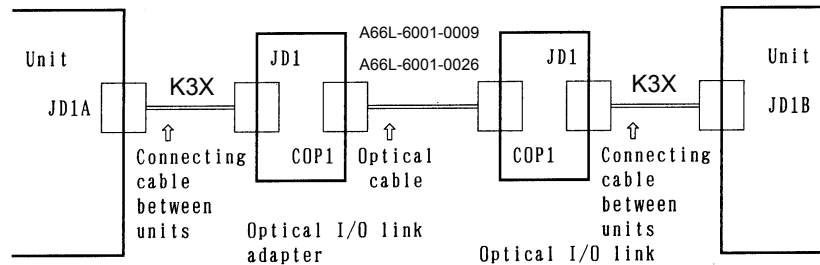 Unit
JD1A
K3X
Connecting
cable
between
units
JD1
COP1
Optical I/O link
adapter
A66L-6001-0009
A66L-6001-0026
Optical
cable
JD1
COP1
Optical I/O link
K3X
Connecting
cable
between
units
Unit
JD1B